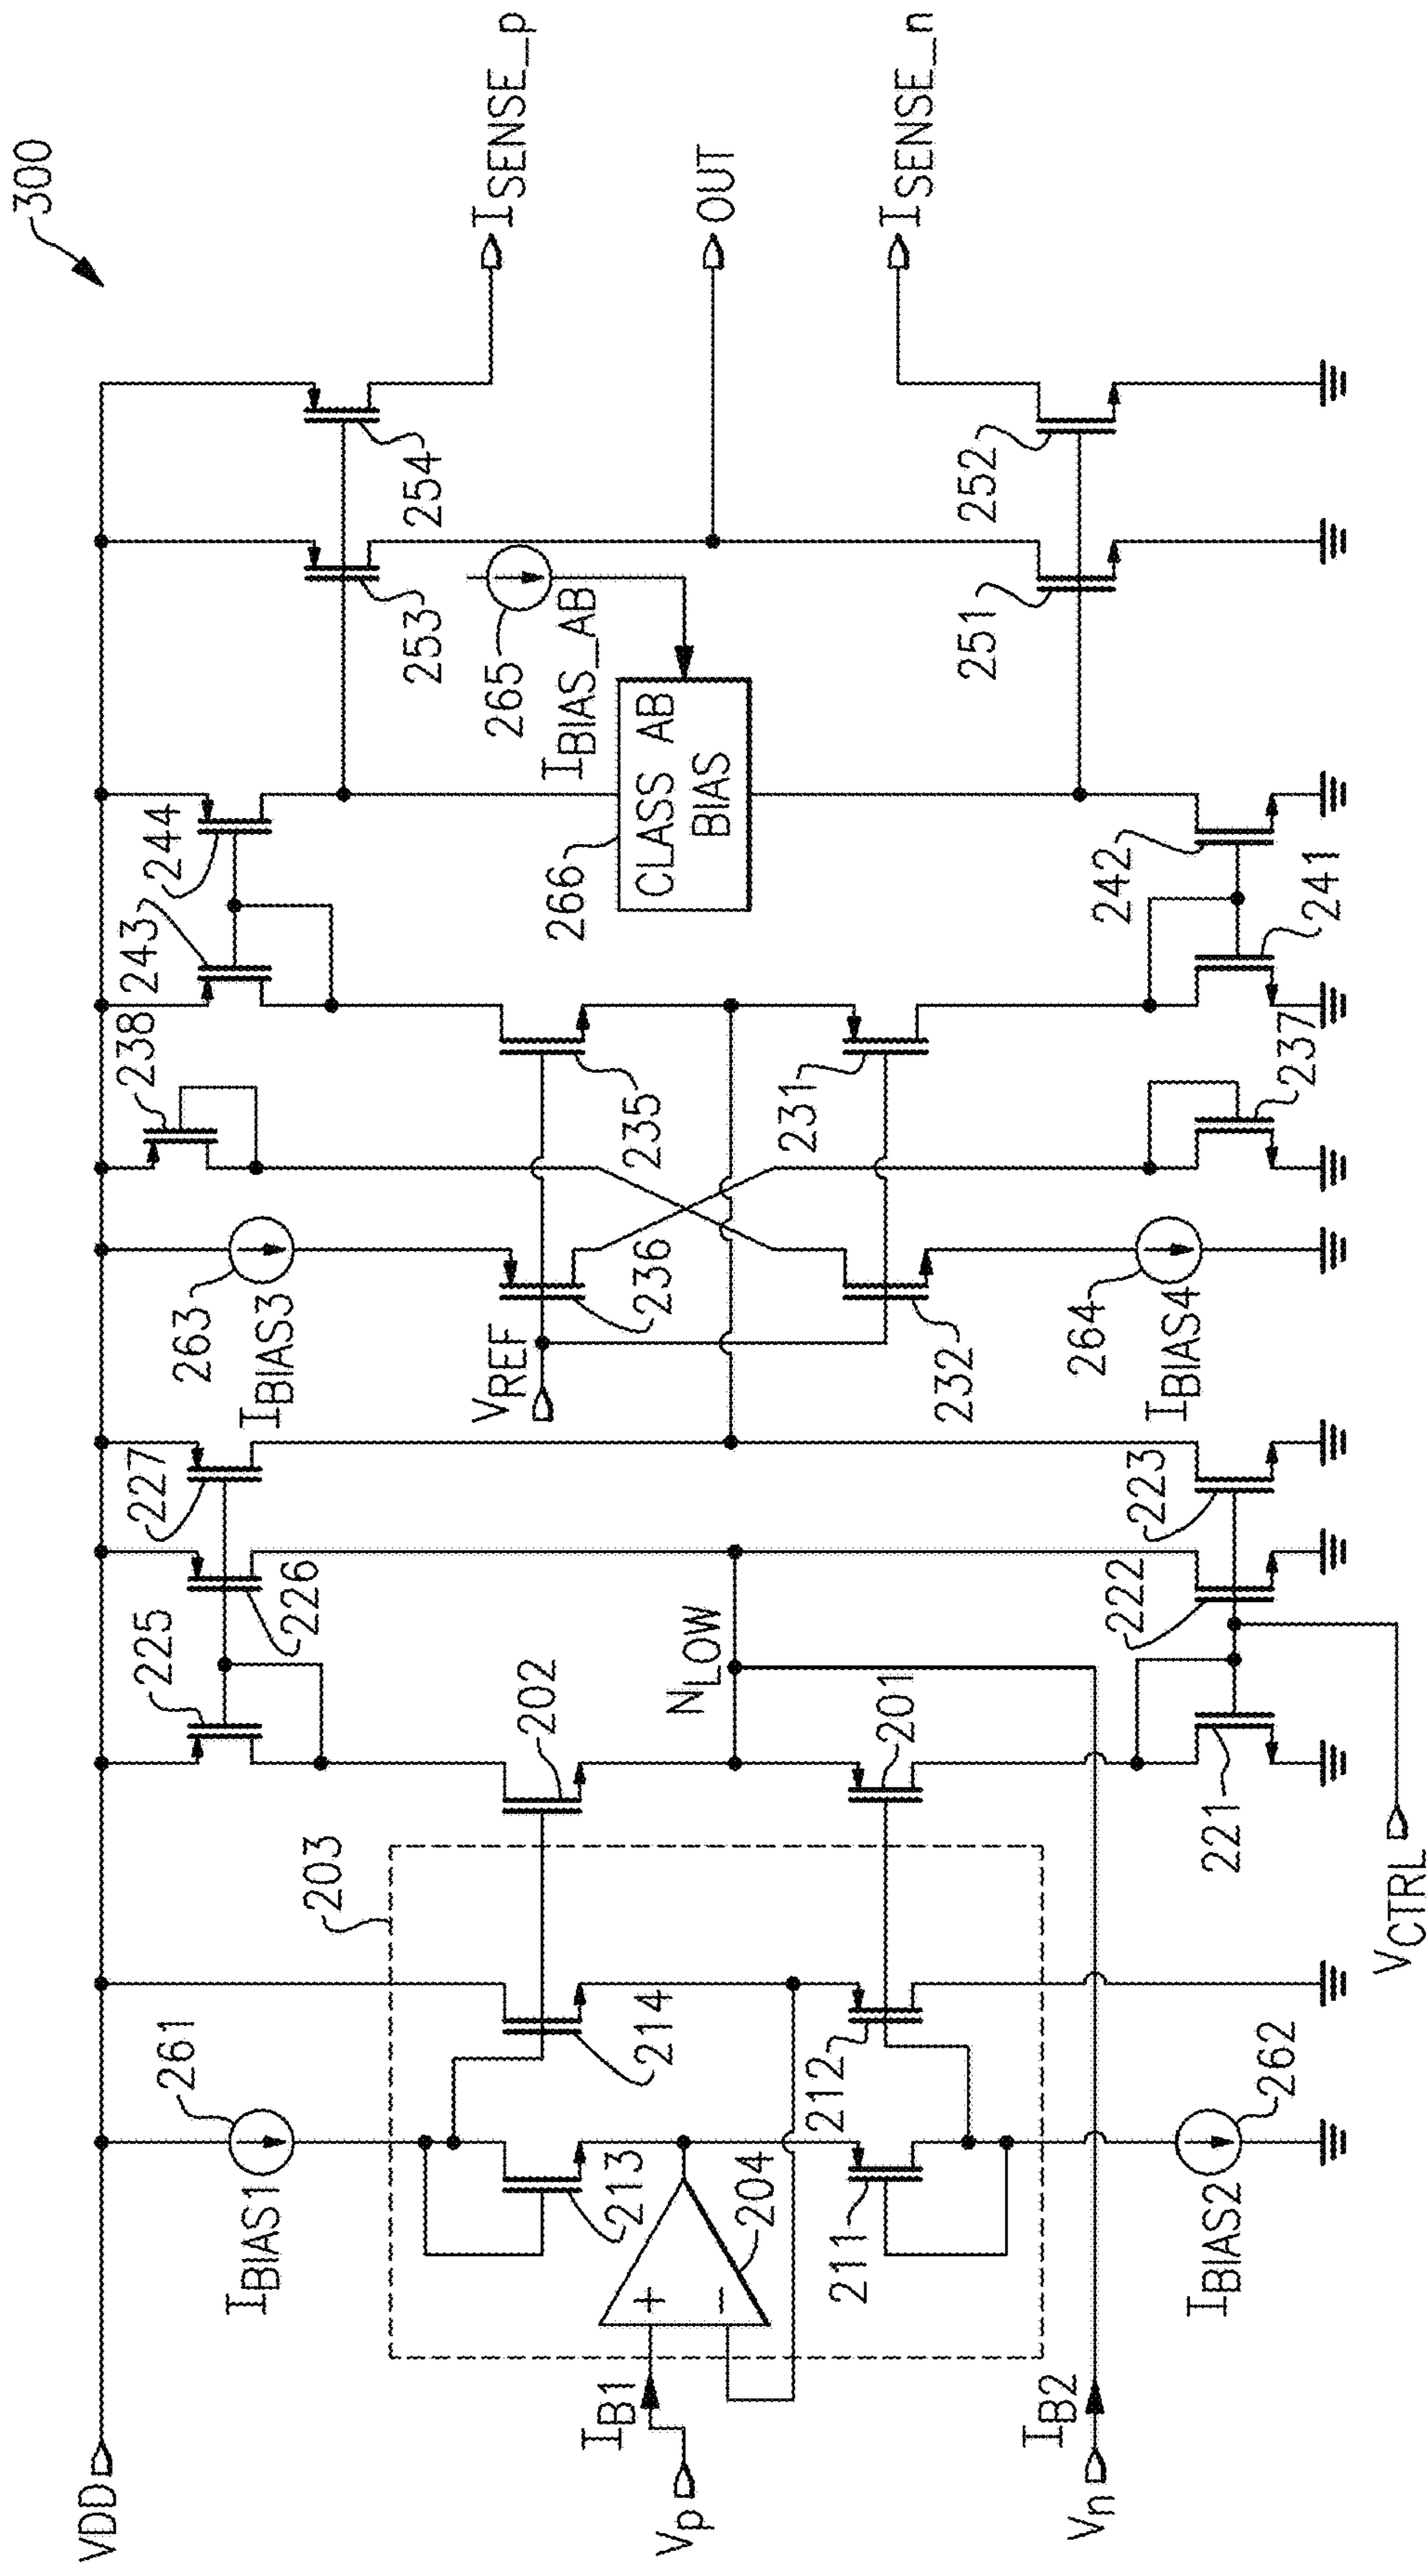 300
VDD
Vp
IB1
Vn
IB2
IBIAS1
261
203
213
214
204
211
212
IBIAS2
262
225
226
227
202
NLOW
201
221
222
223
VCTRL
263
IBIAS3
VREF
236
232
264
IBIAS4
238
243
244
235
231
237
241
242
266
CLASS AB
BIAS
265
IBIAS_AB
253
254
251
252
ISENSE_p
OUT
ISENSE_n
+
−